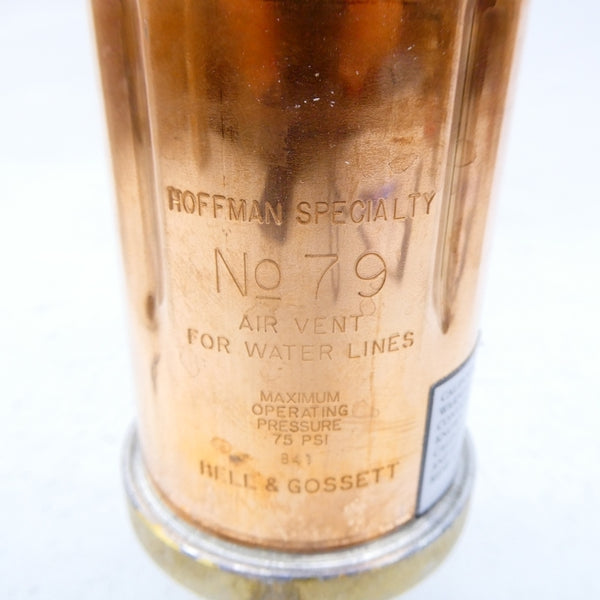 HOFFMAN SPECIALTY
No 79
AIR VENT
FOR WATER LINES
MAXIMUM
OPERATING
PRESSURE
75 PSI
841
BELL & GOSSETT